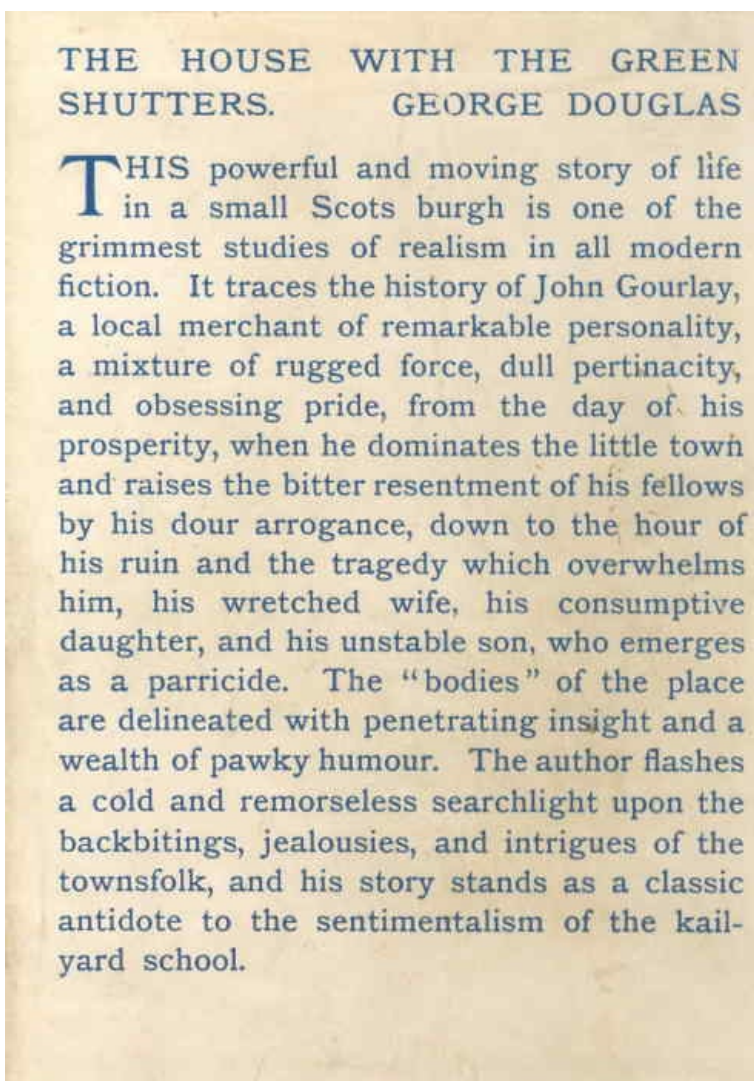 THE HOUSE WITH THE GREEN
SHUTTERS. GEORGE DOUGLAS
THIS powerful and moving story of life
in a small Scots burgh is one of the
grimmest studies of realism in all modern
fiction. It traces the history of John Gourlay,
a local merchant of remarkable personality,
a mixture of rugged force, dull pertinacity,
and obsessing pride, from the day of his
prosperity, when he dominates the little town
and raises the bitter resentment of his fellows
by his dour arrogance, down to the hour of
his ruin and the tragedy which overwhelms
him, his wretched wife, his consumptive
daughter, and his unstable son, who emerges
as a parricide. The "bodies" of the place
are delineated with penetrating insight and a
wealth of pawky humour. The author flashes
a cold and remorseless searchlight upon the
backbitings, jealousies, and intrigues of the
townsfolk, and his story stands as a classic
antidote to the sentimentalism of the kail-
yard school.